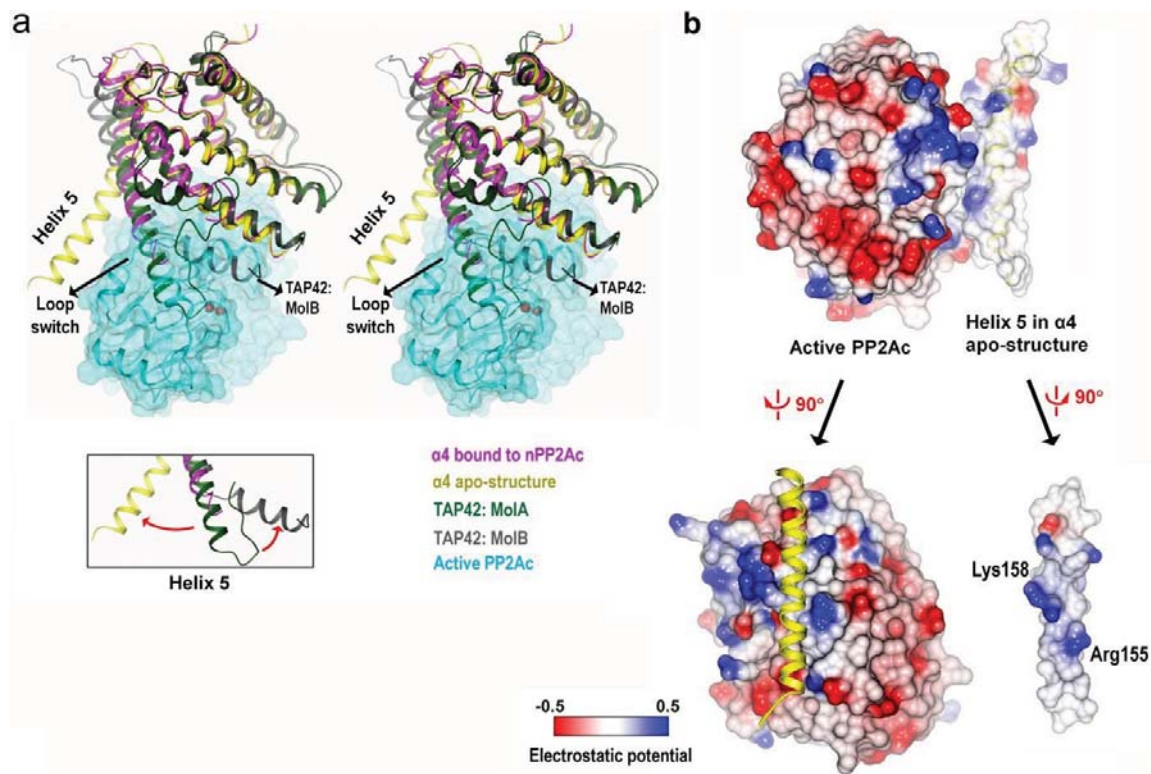 a
Helix 5
Loop
switch
TAP42:
MolB
Helix 5
Loop
switch
TAP42:
MolB
Helix 5
α4 bound to nPP2Ac
α4 apo-structure
TAP42: MolA
TAP42: MolB
Active PP2Ac
b
Active PP2Ac
Helix 5 in α4
apo-structure
90°
90°
Lys158
Arg155
-0.5
0.5
Electrostatic potential